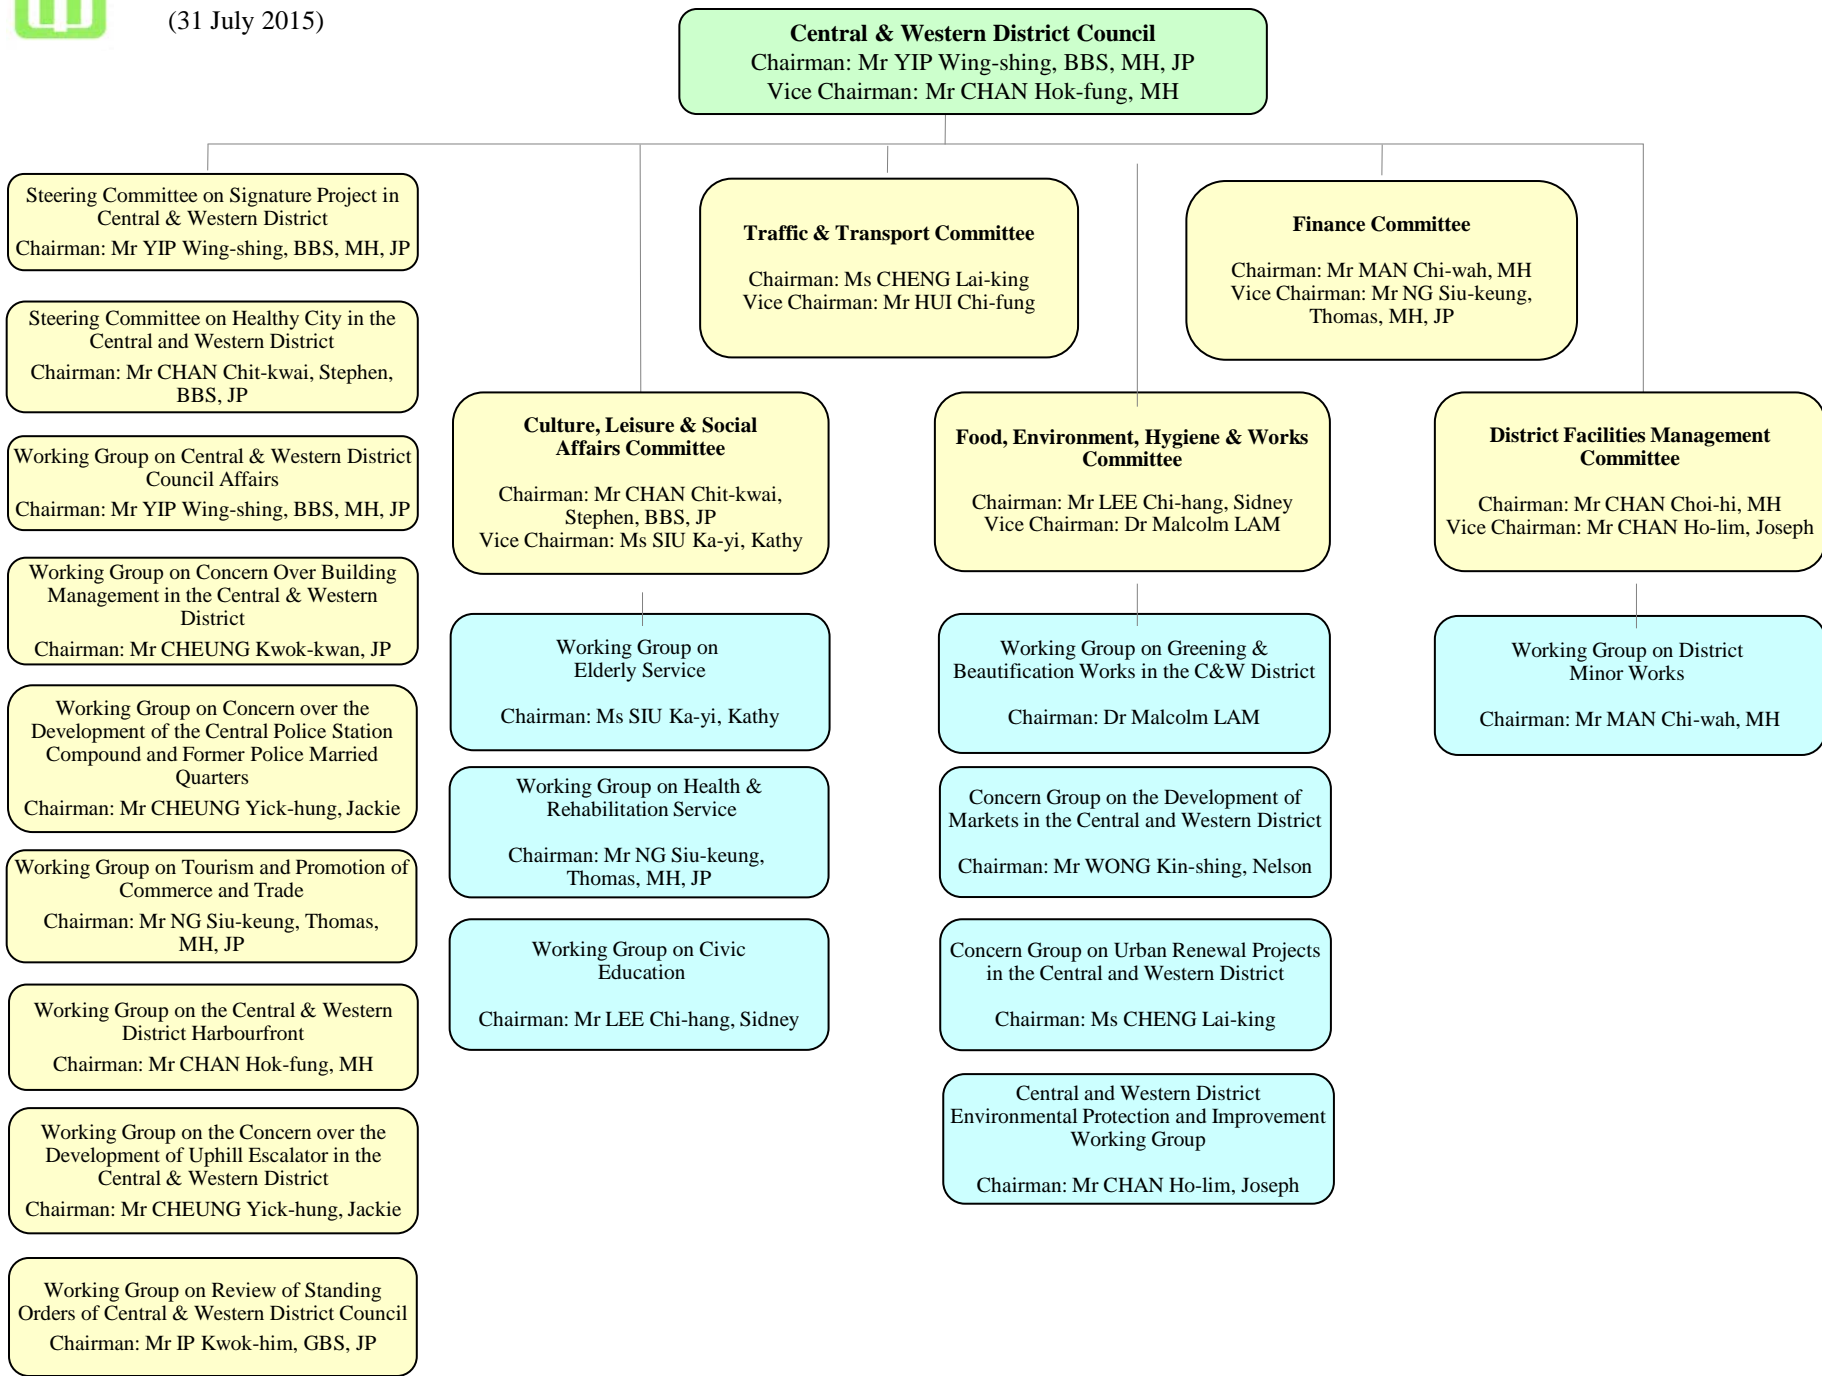 (31 July 2015)
Central & Western District Council
Chairman: Mr YIP Wing-shing, BBS, MH, JP
Vice Chairman: Mr CHAN Hok-fung, MH
Steering Committee on Signature Project in
Central & Western District
Chairman: Mr YIP Wing-shing, BBS, MH, JP
Steering Committee on Healthy City in the
Central and Western District
Chairman: Mr CHAN Chit-kwai, Stephen,
BBS, JP
Working Group on Central & Western District
Council Affairs
Chairman: Mr YIP Wing-shing, BBS, MH, JP
Working Group on Concern Over Building
Management in the Central & Western
District
Chairman: Mr CHEUNG Kwok-kwan, JP
Working Group on Concern over the
Development of the Central Police Station
Compound and Former Police Married
Quarters
Chairman: Mr CHEUNG Yick-hung, Jackie
Working Group on Tourism and Promotion of
Commerce and Trade
Chairman: Mr NG Siu-keung, Thomas,
MH, JP
Working Group on the Central & Western
District Harbourfront
Chairman: Mr CHAN Hok-fung, MH
Working Group on the Concern over the
Development of Uphill Escalator in the
Central & Western District
Chairman: Mr CHEUNG Yick-hung, Jackie
Working Group on Review of Standing
Orders of Central & Western District Council
Chairman: Mr IP Kwok-him, GBS, JP
Traffic & Transport Committee
Chairman: Ms CHENG Lai-king
Vice Chairman: Mr HUI Chi-fung
Finance Committee
Chairman: Mr MAN Chi-wah, MH
Vice Chairman: Mr NG Siu-keung,
Thomas, MH, JP
Culture, Leisure & Social
Affairs Committee
Chairman: Mr CHAN Chit-kwai,
Stephen, BBS, JP
Vice Chairman: Ms SIU Ka-yi, Kathy
Working Group on
Elderly Service
Chairman: Ms SIU Ka-yi, Kathy
Working Group on Health &
Rehabilitation Service
Chairman: Mr NG Siu-keung,
Thomas, MH, JP
Working Group on Civic
Education
Chairman: Mr LEE Chi-hang, Sidney
Food, Environment, Hygiene & Works
Committee
Chairman: Mr LEE Chi-hang, Sidney
Vice Chairman: Dr Malcolm LAM
Working Group on Greening &
Beautification Works in the C&W District
Chairman: Dr Malcolm LAM
Concern Group on the Development of
Markets in the Central and Western District
Chairman: Mr WONG Kin-shing, Nelson
Concern Group on Urban Renewal Projects
in the Central and Western District
Chairman: Ms CHENG Lai-king
Central and Western District
Environmental Protection and Improvement
Working Group
Chairman: Mr CHAN Ho-lim, Joseph
District Facilities Management
Committee
Chairman: Mr CHAN Choi-hi, MH
Vice Chairman: Mr CHAN Ho-lim, Joseph
Working Group on District
Minor Works
Chairman: Mr MAN Chi-wah, MH